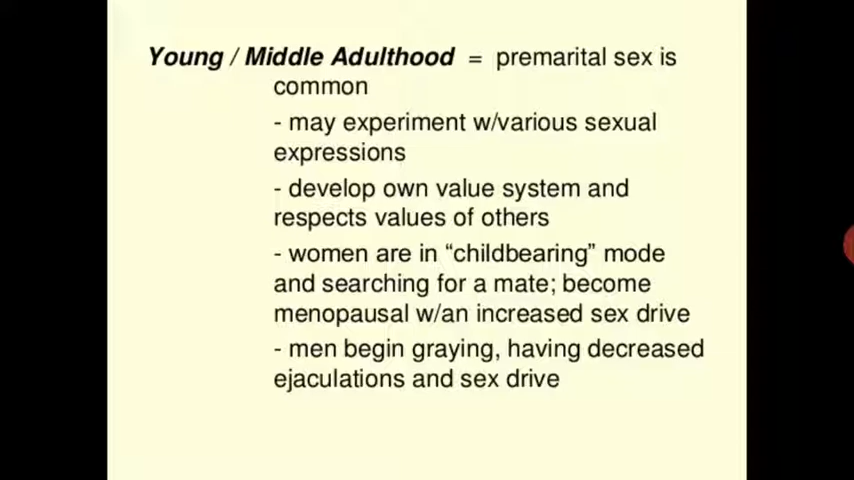 Young / Middle Adulthood = premarital sex is
common
- may experiment w/various sexual
expressions
- develop own value system and
respects values of others
- women are in “childbearing” mode
and searching for a mate; become
menopausal w/an increased sex drive
- men begin graying, having decreased
ejaculations and sex drive